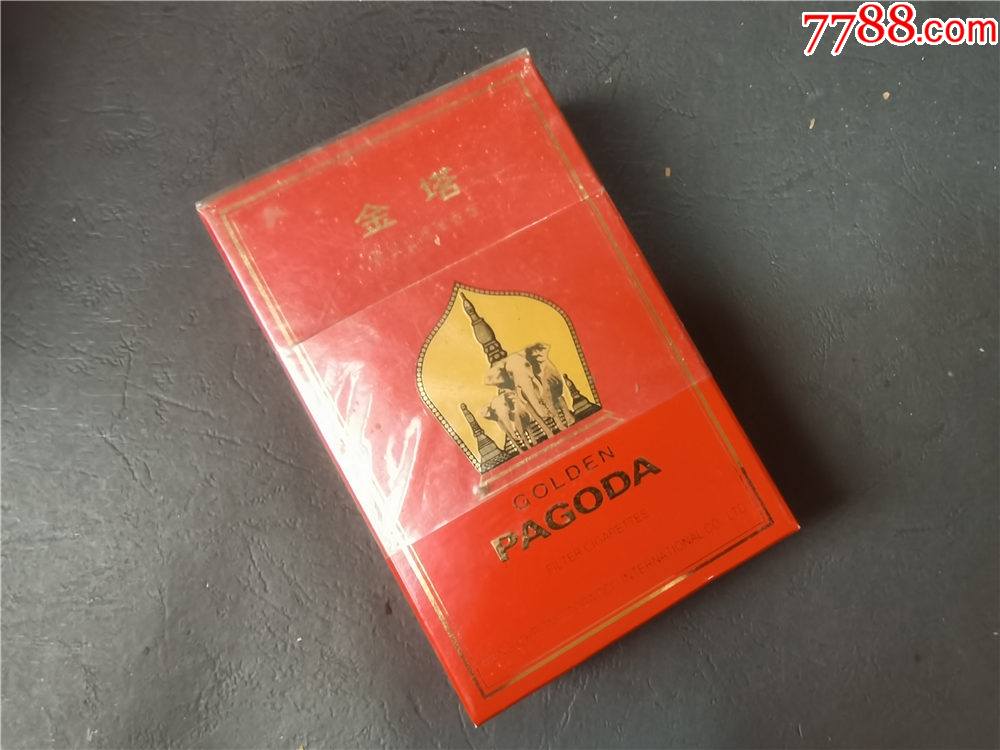 7788.com
金塔
GOLDEN
PAGODA
FILTER CIGARETTES
INTERNATIONAL CO., LTD